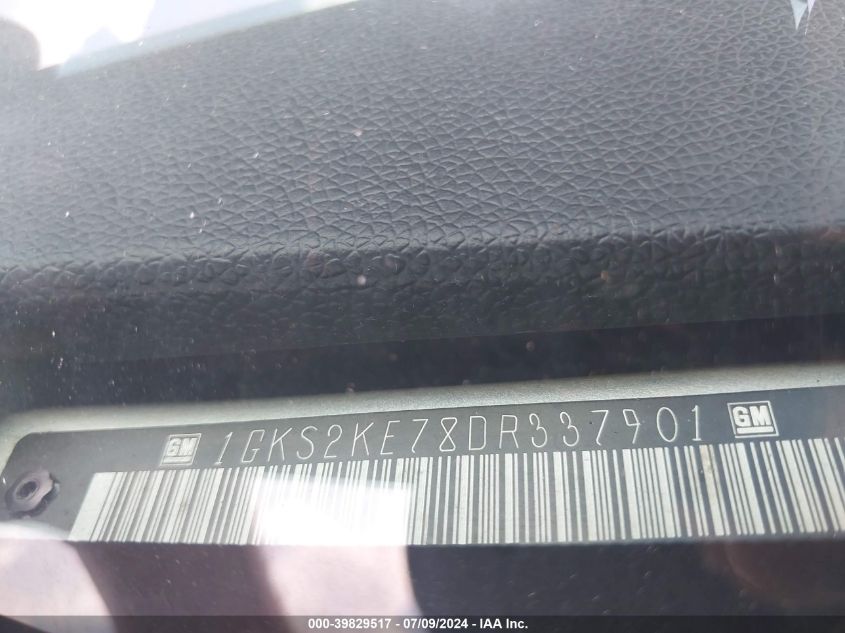 GM 1GKS2KE78DR337901 GM
000-39829517 / 07/09/2024 - IAA Inc.